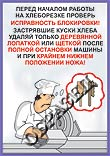 ПЕРЕД НАЧАЛОМ РАБОТЫ
НА ХЛЕБОРЕЗКЕ ПРОВЕРЬ
ИСПРАВНОСТЬ БЛОКИРОВКИ!
ЗАСТРЯВШИЕ КУСКИ ХЛЕБА
УДАЛЯЙ ТОЛЬКО ДЕРЕВЯННОЙ
ЛОПАТКОЙ ИЛИ ЩЕТКОЙ ПОСЛЕ
ПОЛНОЙ ОСТАНОВКИ МАШИНЫ
И ПРИ КРАЙНЕМ НИЖНЕМ
ПОЛОЖЕНИИ НОЖА!